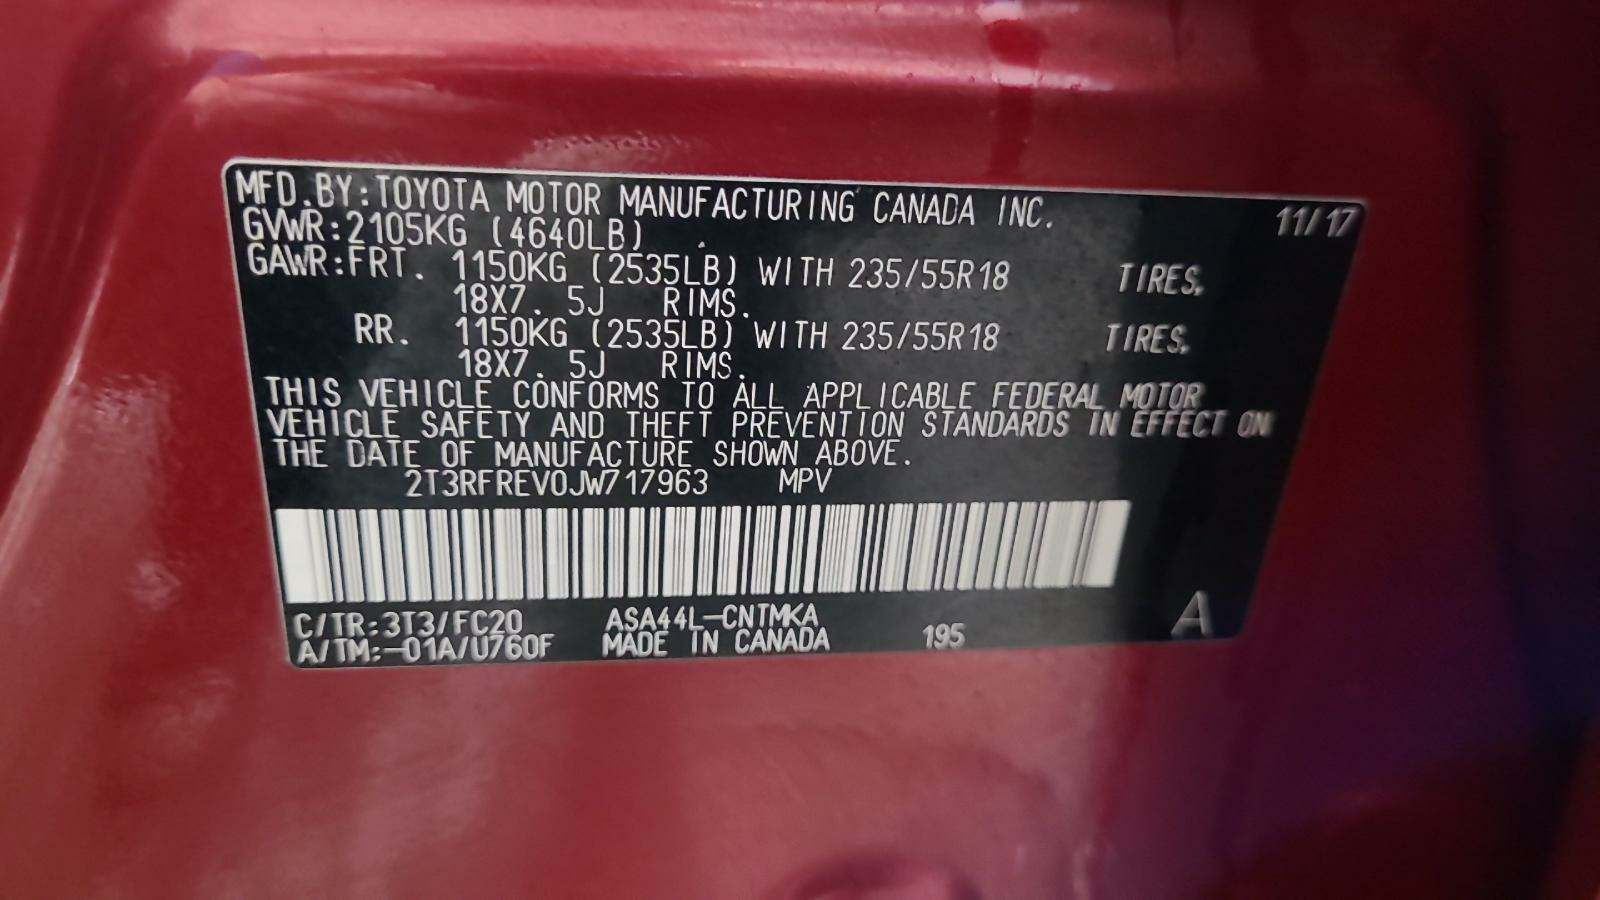 MFD.BY:TOYOTA MOTOR MANUFACTURING CANADA INC. 11/17
GVWR:2105KG (4640LB)
GAWR:FRT. 1150KG (2535LB) WITH 235/55R18 TIRES,
18X7. 5J RIMS.
RR. 1150KG (2535LB) WITH 235/55R18 TIRES,
18X7. 5J RIMS.
THIS VEHICLE CONFORMS TO ALL APPLICABLE FEDERAL MOTOR
VEHICLE SAFETY AND THEFT PREVENTION STANDARDS IN EFFECT ON
THE DATE OF MANUFACTURE SHOWN ABOVE.
2T3RFREV0JW717963 MPV
C/TR:3T3/FC20 ASA44L-CNTMKA
A/TM:-01A/U760F MADE IN CANADA 195 A